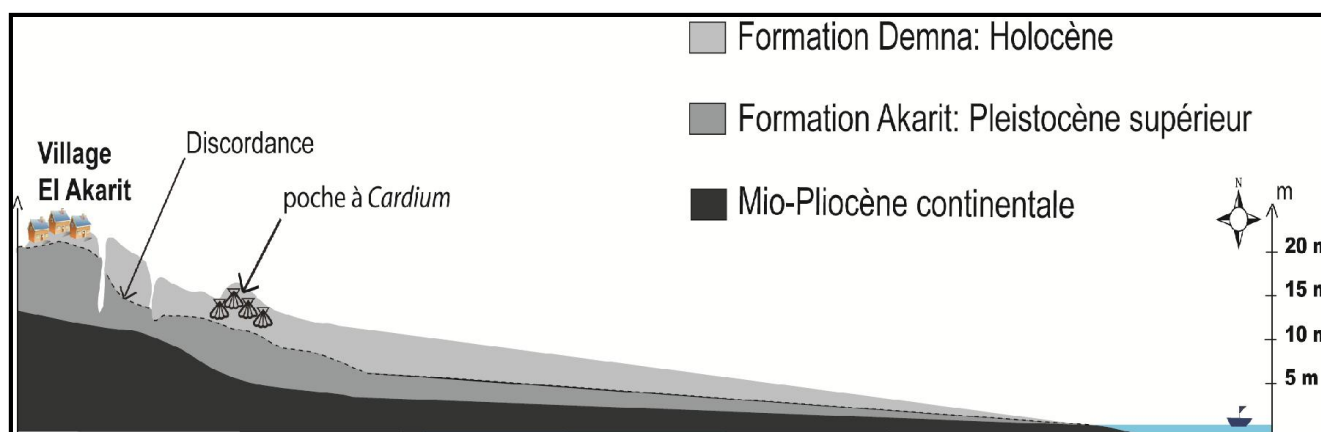 Formation Demna: Holocène
Formation Akarit: Pleistocène supérieur
Mio-Pliocène continentale
Village
El Akarit
Discordance
poche à Cardium
N
m
20 m
15 m
10 m
5 m